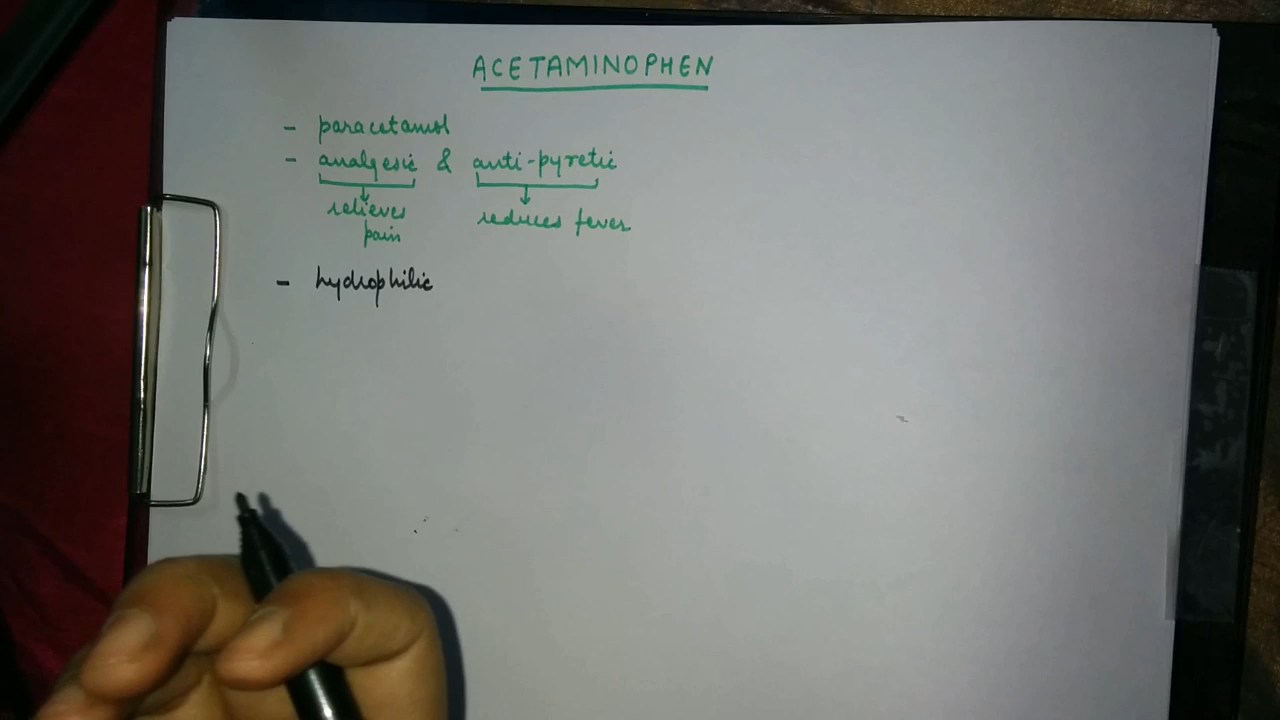 ACETAMINOPHEN
- paracetamol
- analgesic & anti-pyretic
relieves pain
reduces fever
- hydrophilic